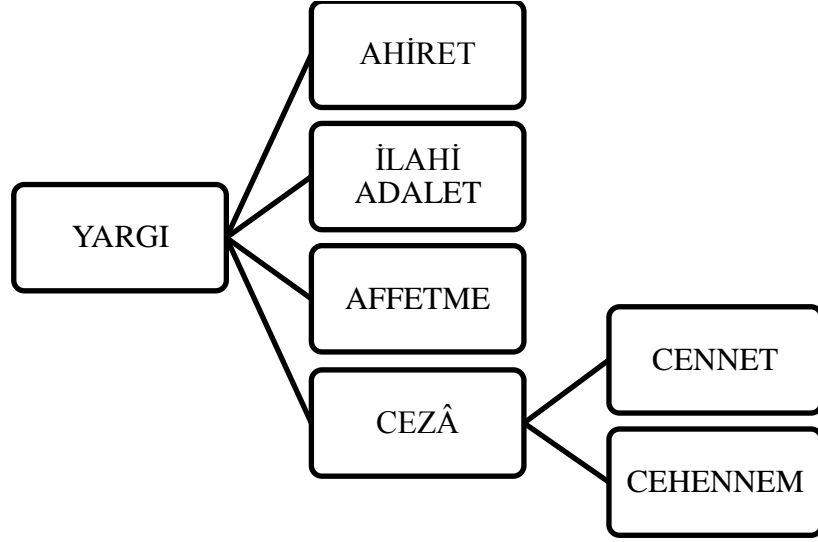 AHİRET
İLAHİ
ADALET
YARGI
AFFETME
CENNET
CEZÂ
CEHENNEM